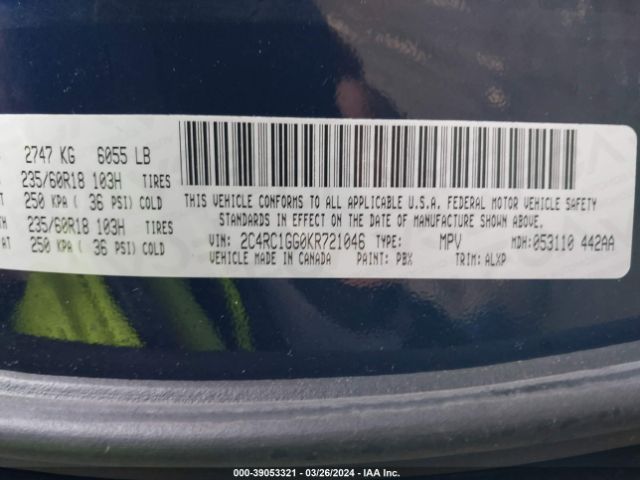 2747 KG 6055 LB
235/60R18 103H TIRES
250 KPA ( 36 PSI) COLD
235/60R18 103H TIRES
250 KPA ( 36 PSI) COLD
THIS VEHICLE CONFORMS TO ALL APPLICABLE U.S.A. FEDERAL MOTOR VEHICLE SAFETY
STANDARDS IN EFFECT ON THE DATE OF MANUFACTURE SHOWN ABOVE.
VIN: 2C4RC1GG0KR721046 TYPE: MPV MDH:053110 442AA
VEHICLE MADE IN CANADA PAINT: PBX TRIM: ALXP
000-39053321 - 03/26/2024 - IAA Inc.